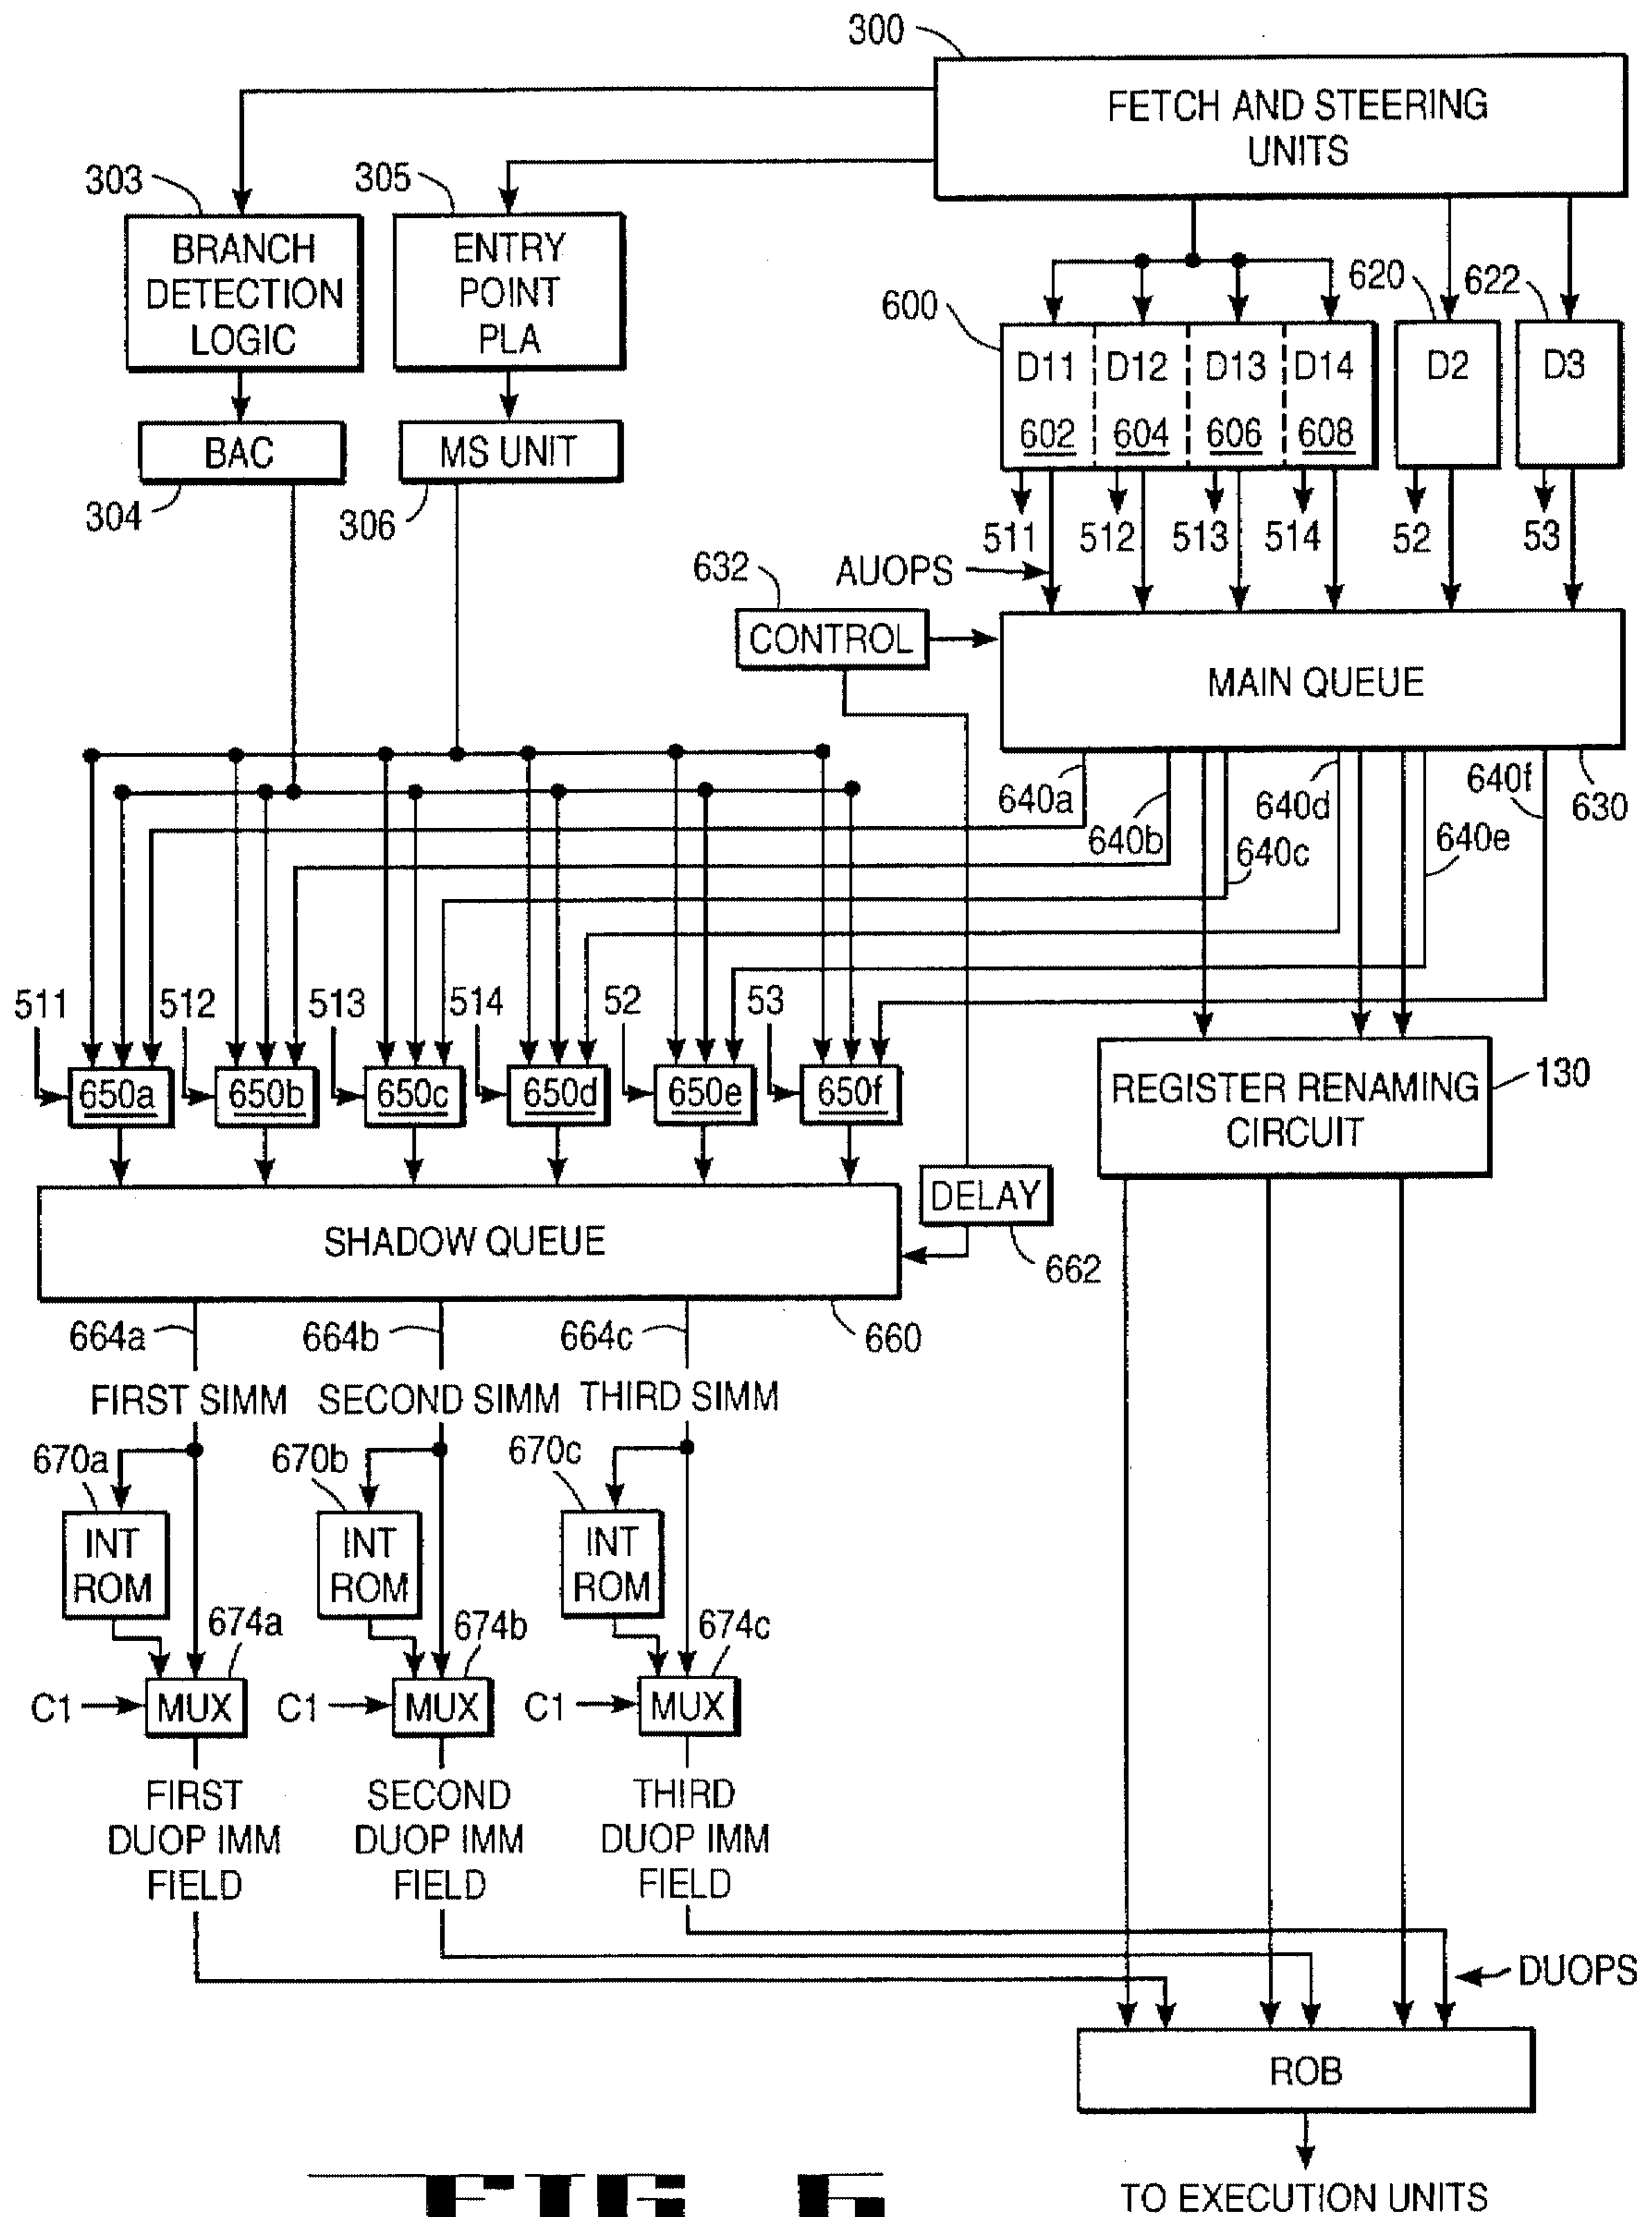 300
FETCH AND STEERING
UNITS
303
305
BRANCH
DETECTION
LOGIC
ENTRY
POINT
PLA
600
620
622
D11
D12
D13
D14
D2
D3
602
604
606
608
BAC
MS UNIT
304
306
511
512
513
514
52
53
632
AUOPS
CONTROL
MAIN QUEUE
640a
640b
640c
640d
640e
640f
630
511
512
513
514
52
53
650a
650b
650c
650d
650e
650f
REGISTER RENAMING
CIRCUIT
130
SHADOW QUEUE
DELAY
662
664a
664b
664c
660
FIRST SIMM
SECOND SIMM
THIRD SIMM
670a
670b
670c
INT
ROM
INT
ROM
INT
ROM
674a
674b
674c
C1
MUX
C1
MUX
C1
MUX
FIRST
DUOP IMM
FIELD
SECOND
DUOP IMM
FIELD
THIRD
DUOP IMM
FIELD
DUOPS
ROB
TO EXECUTION UNITS